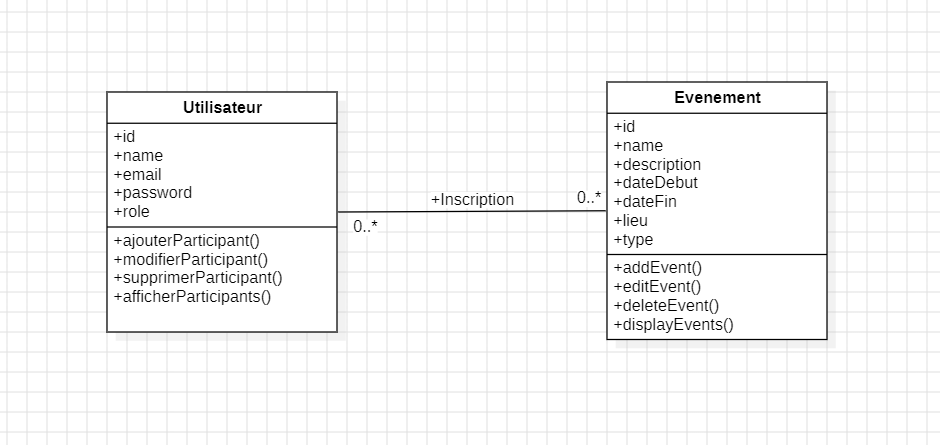 Utilisateur
+id
+name
+email
+password
+role
+ajouterParticipant()
+modifierParticipant()
+supprimerParticipant()
+afficherParticipants()
+Inscription
0..*
0..*
Evenement
+id
+name
+description
+dateDebut
+dateFin
+lieu
+type
+addEvent()
+editEvent()
+deleteEvent()
+displayEvents()